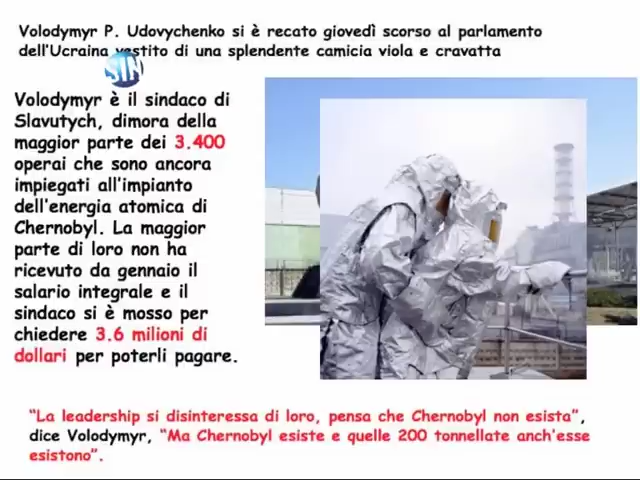 Volodymyr P. Udovychenko si è recato giovedì scorso al parlamento
dell'Ucraina vestito di una splendente camicia viola e cravatta
SIN
Volodymyr è il sindaco di
Slavutych, dimora della
maggior parte dei 3.400
operai che sono ancora
impiegati all'impianto
dell'energia atomica di
Chernobyl. La maggior
parte di loro non ha
ricevuto da gennaio il
salario integrale e il
sindaco si è mosso per
chiedere 3.6 milioni di
dollari per poterli pagare.
"La leadership si disinteressa di loro, pensa che Chernobyl non esista",
dice Volodymyr, "Ma Chernobyl esiste e quelle 200 tonnellate anch'esse
esistono".